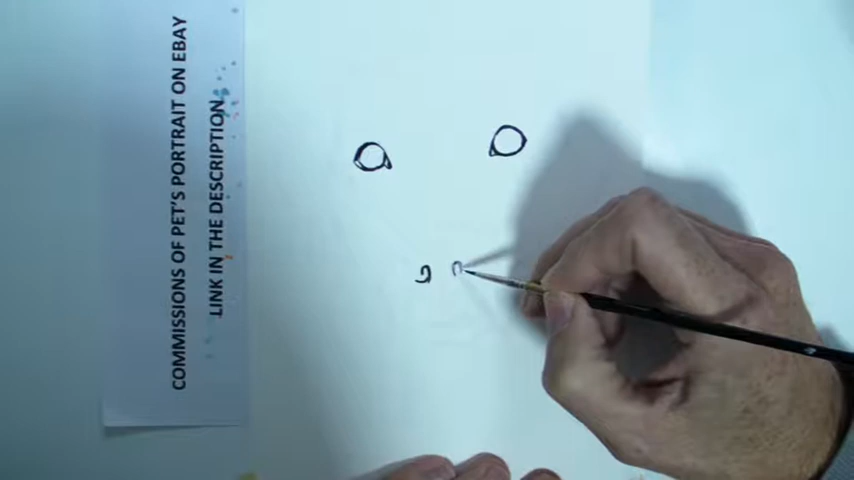 COMMISSIONS OF PET'S PORTRAIT ON EBAY
LINK IN THE DESCRIPTION